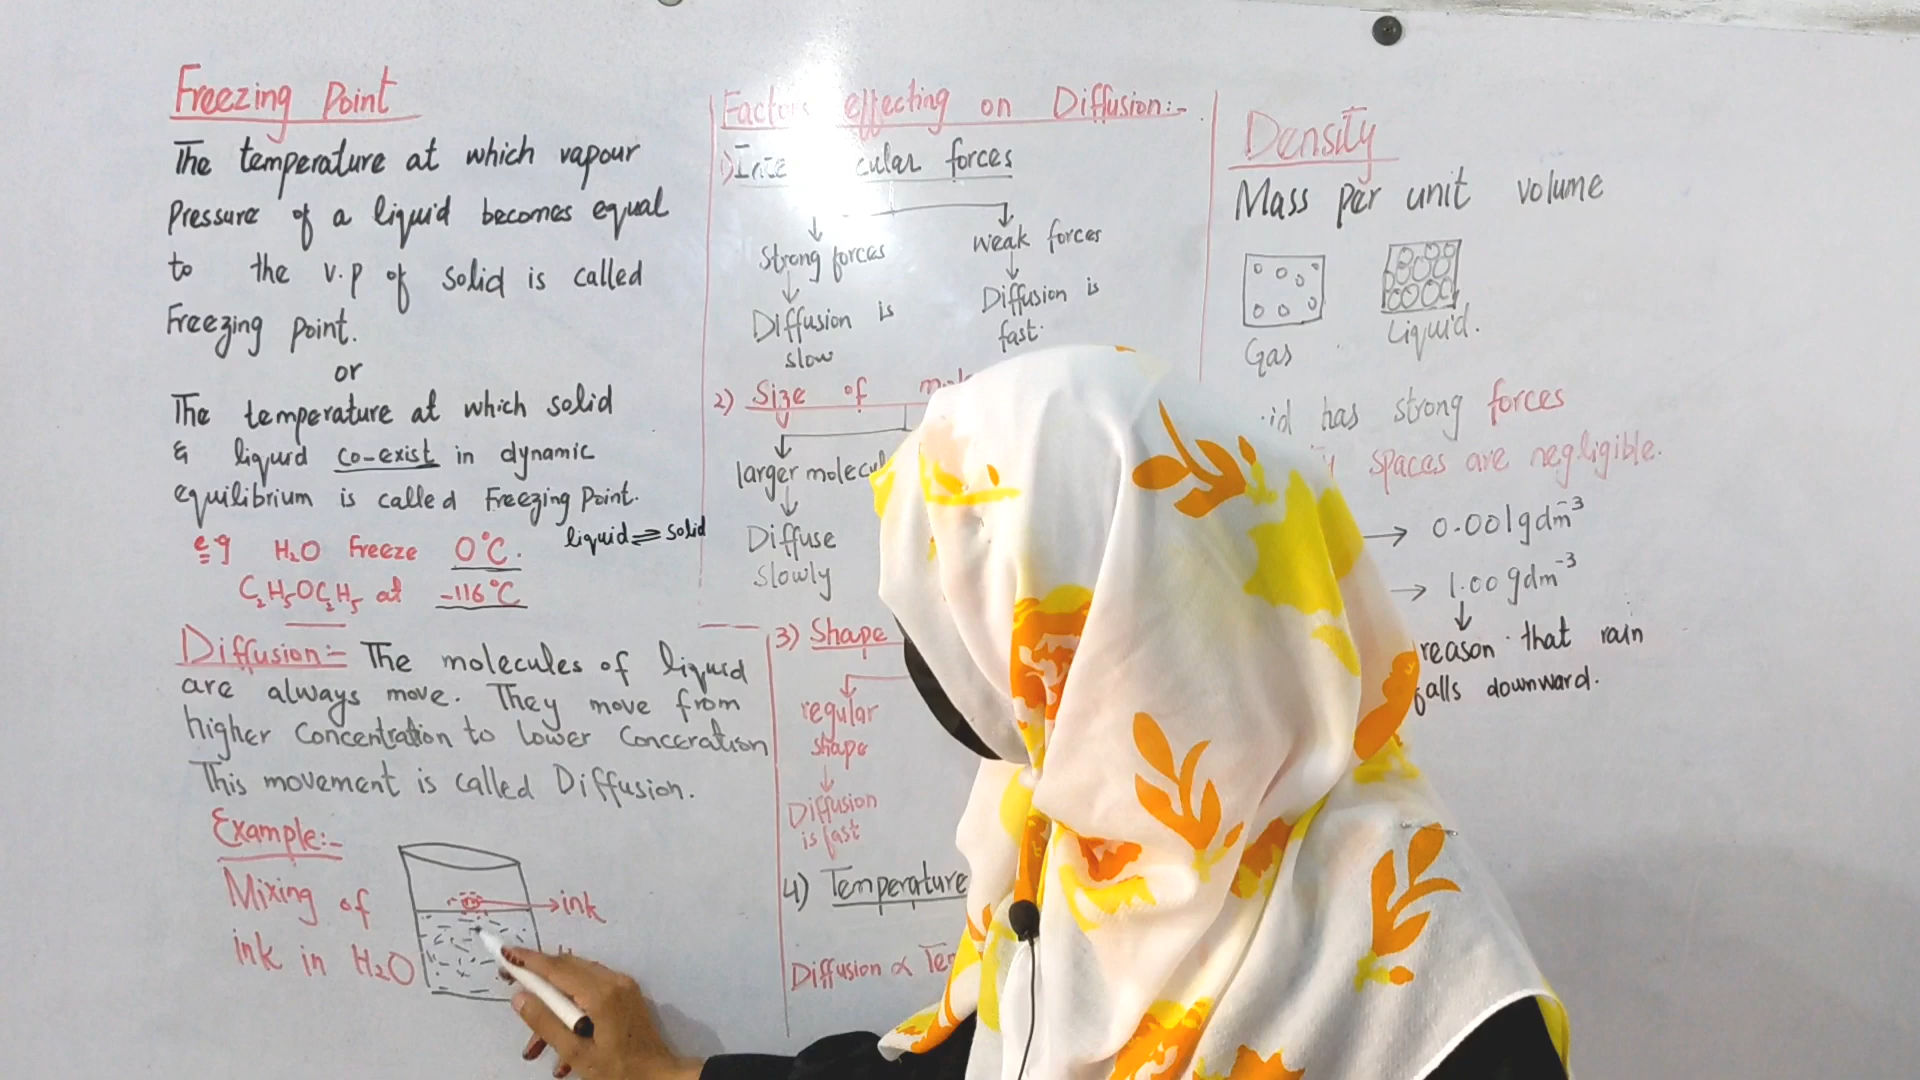 Freezing Point
The temperature at which vapour
Pressure of a liquid becomes equal
to the v.p of solid is called
Freezing point.
or
The temperature at which solid
& liquid co-exist in dynamic
equilibrium is called Freezing Point.
liquid ⇌ solid
eg H₂O Freeze 0°C.
C₂H₅OC₂H₅ at -116°C
Diffusion:- The molecules of liquid
are always move. They move from
higher Concentration to Lower Conceration
This movement is called Diffusion.
Example:-
Mixing of
ink in H₂O
→ink
effecting on Diffusion:-
1) cular forces
Strong forces
weak forces
Diffusion is
slow
Diffusion is
fast.
2) Size of
larger
Diffuse
Slowly
3) Shape
regular
shape
Diffusion
is fast
4) Temperature
Diffusion ∝
Density
Mass per unit volume
Gas
Liquid.
has strong forces
spaces are negligible.
→ 0.001gdm⁻³
→ 1.00 gdm⁻³
reason that rain
falls downward.